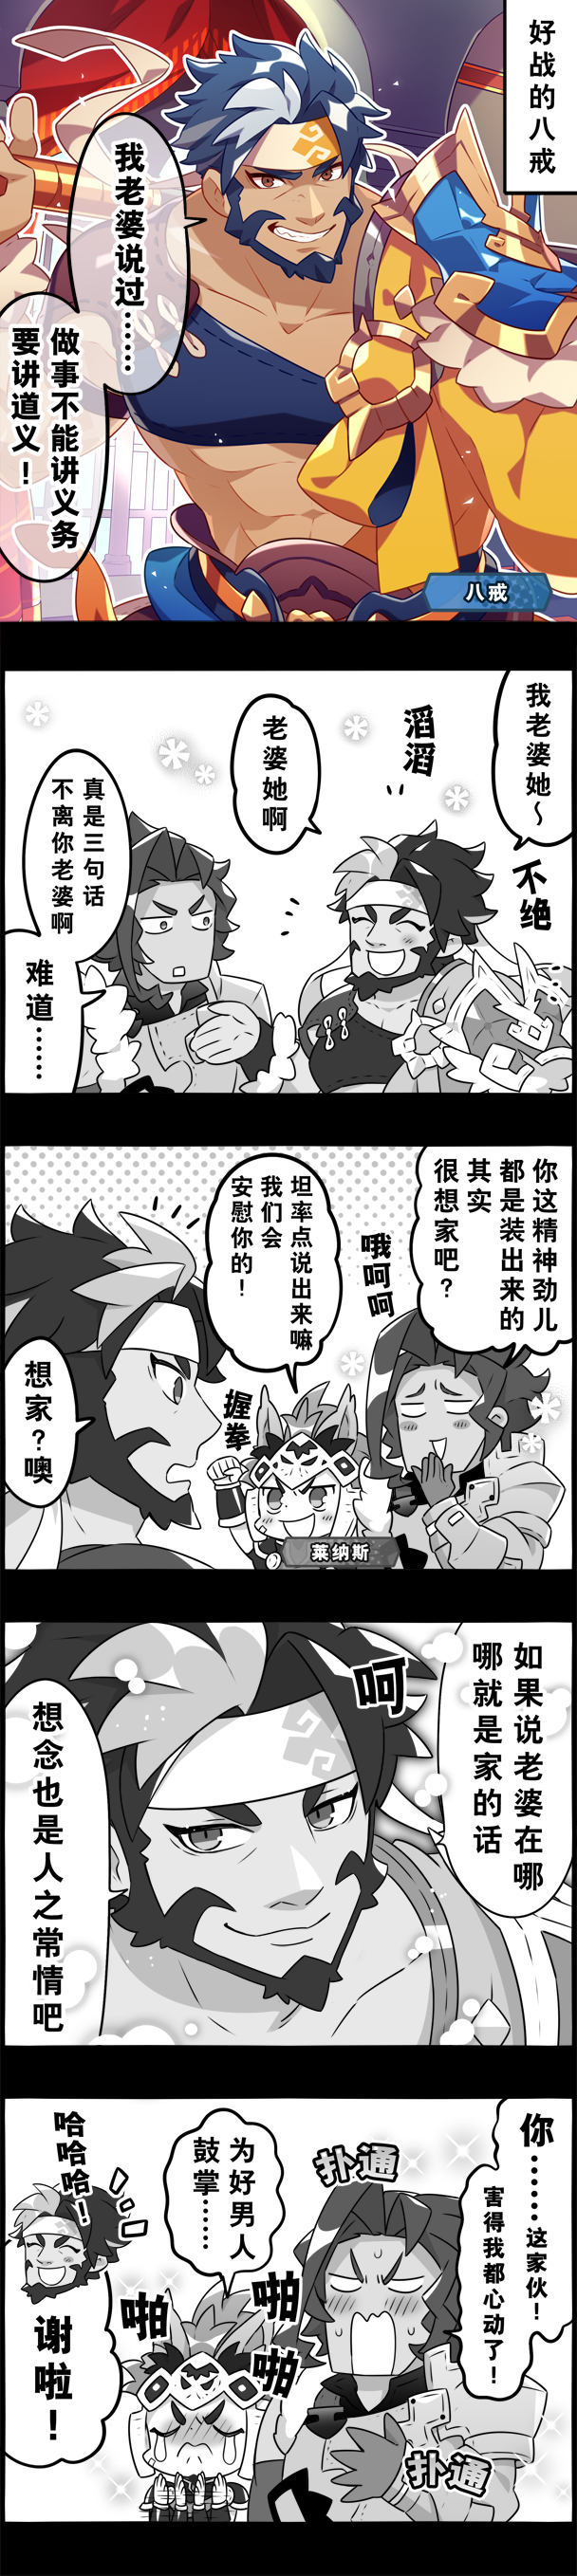 好战的八戒
我老婆说过……
做事不能讲义务
要讲道义！
八戒
我老婆她～
滔滔
不绝
老婆她啊
真是三句话
不离你老婆啊
难道……
你这精神劲儿
都是装出来的
其实
很想家吧？
哦呵呵
坦率点说出来嘛
我们会
安慰你的！
握拳
莱纳斯
想家？噢
如果说老婆在哪
哪就是家的话
呵
想念也是人之常情吧
你……这家伙！
害得我都心动了！
扑通
扑通
为好男人
鼓掌……
啪
啪
啪
哈哈哈！
谢啦！